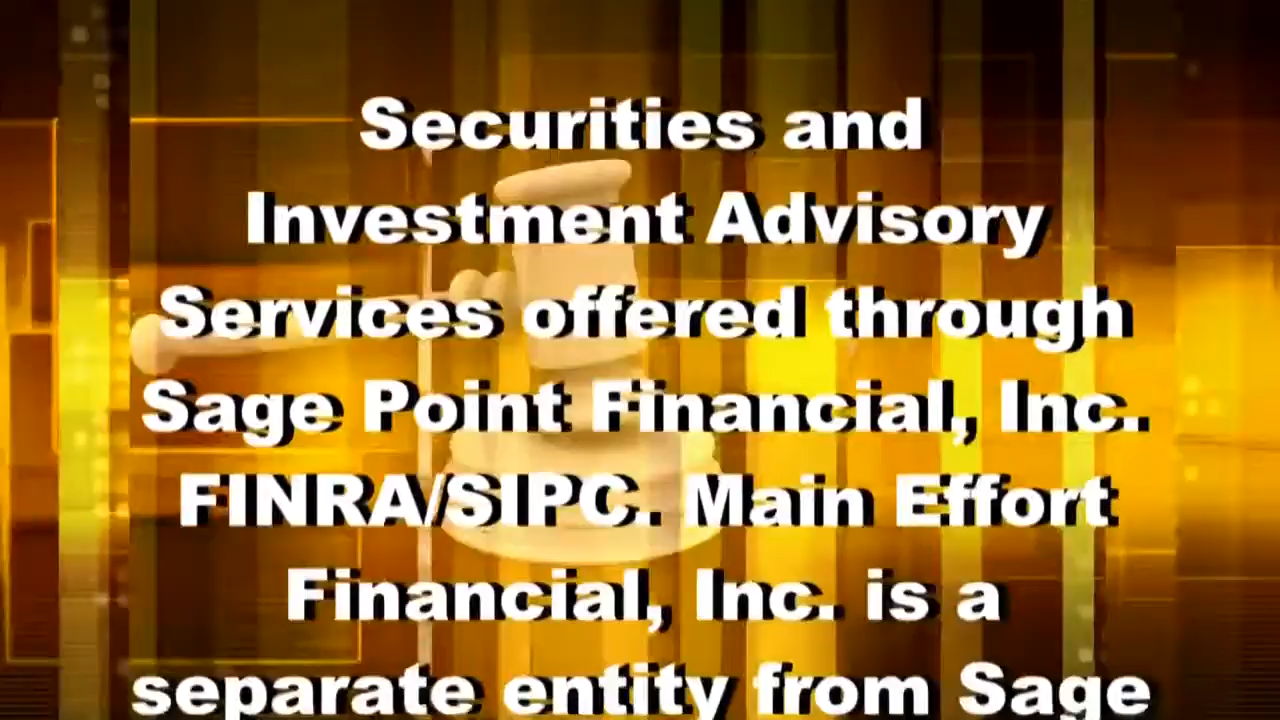 Securities and
Investment Advisory
Services offered through
Sage Point Financial, Inc.
FINRA/SIPC. Main Effort
Financial, Inc. is a
separate entity from Sage